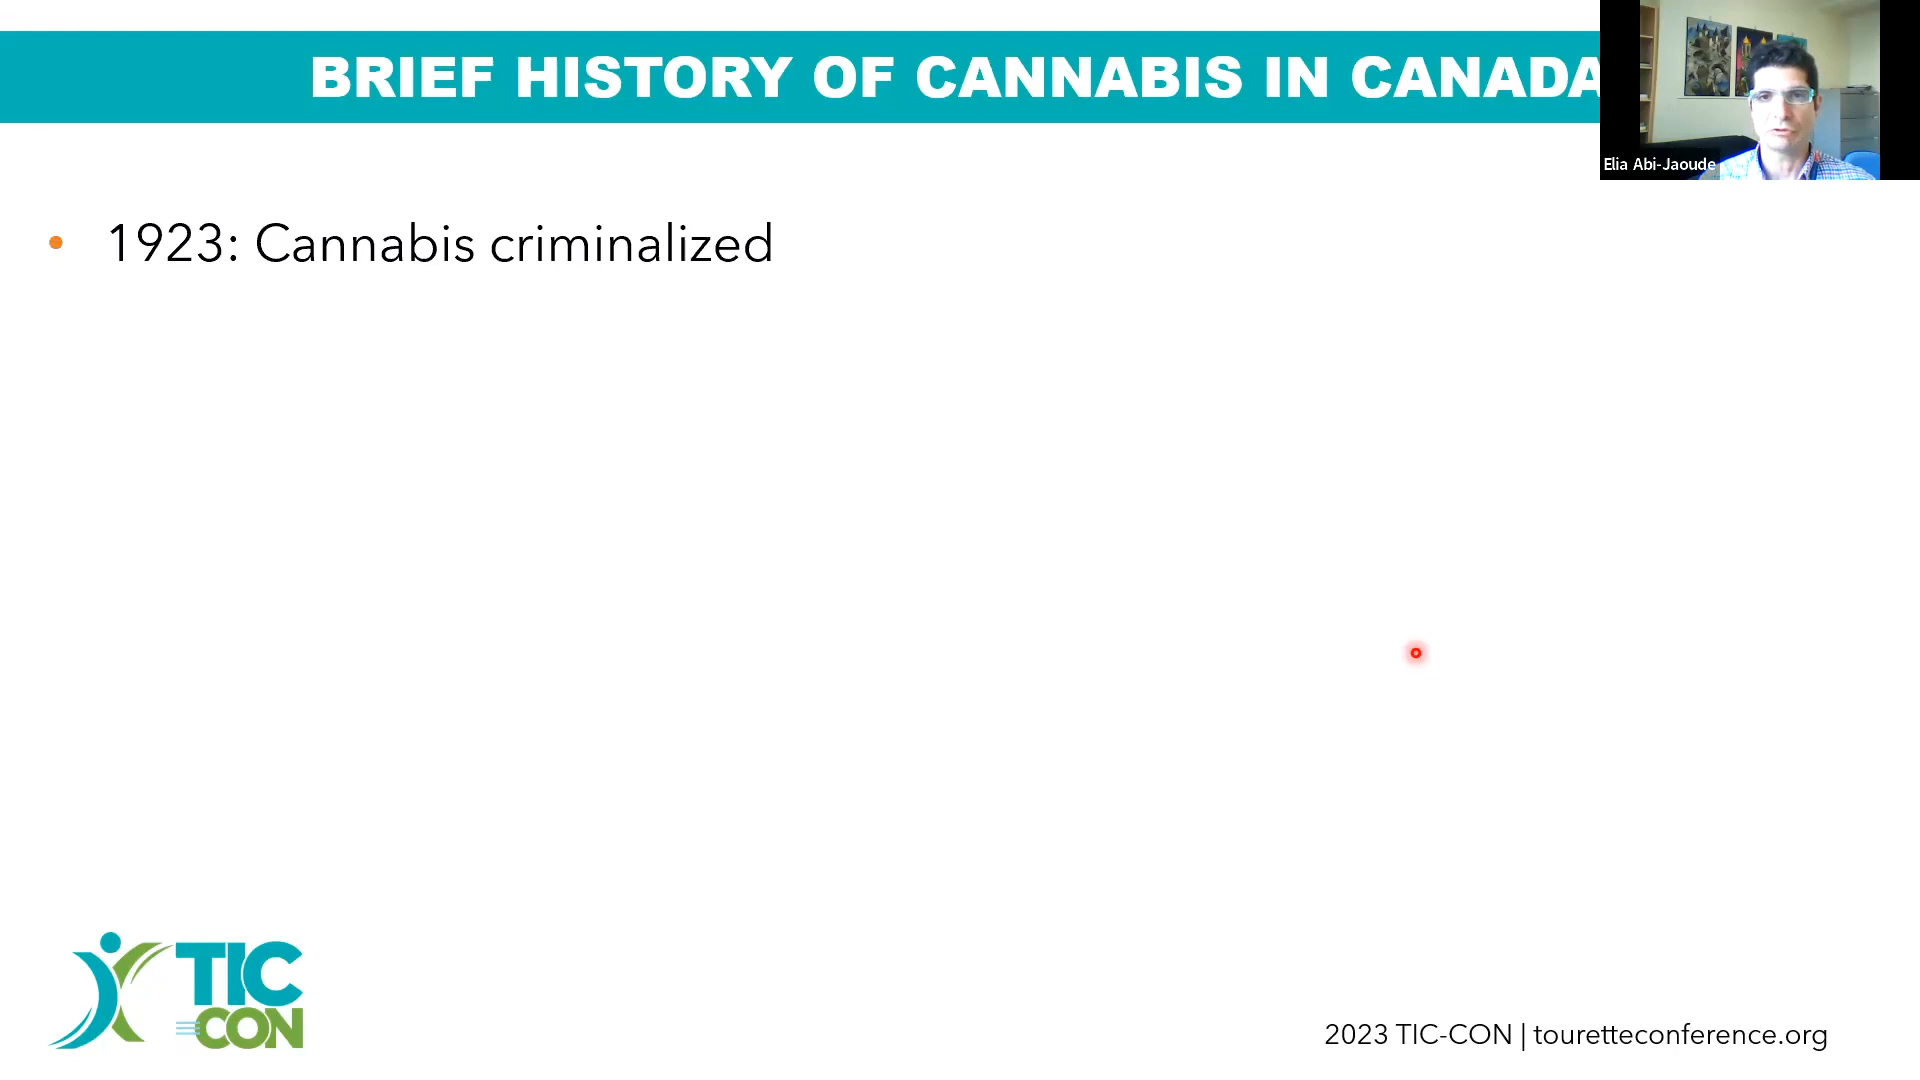 BRIEF HISTORY OF CANNABIS IN CANADA
Elia Abi-Jaoude
• 1923: Cannabis criminalized
TIC
CON
2023 TIC-CON | touretteconference.org